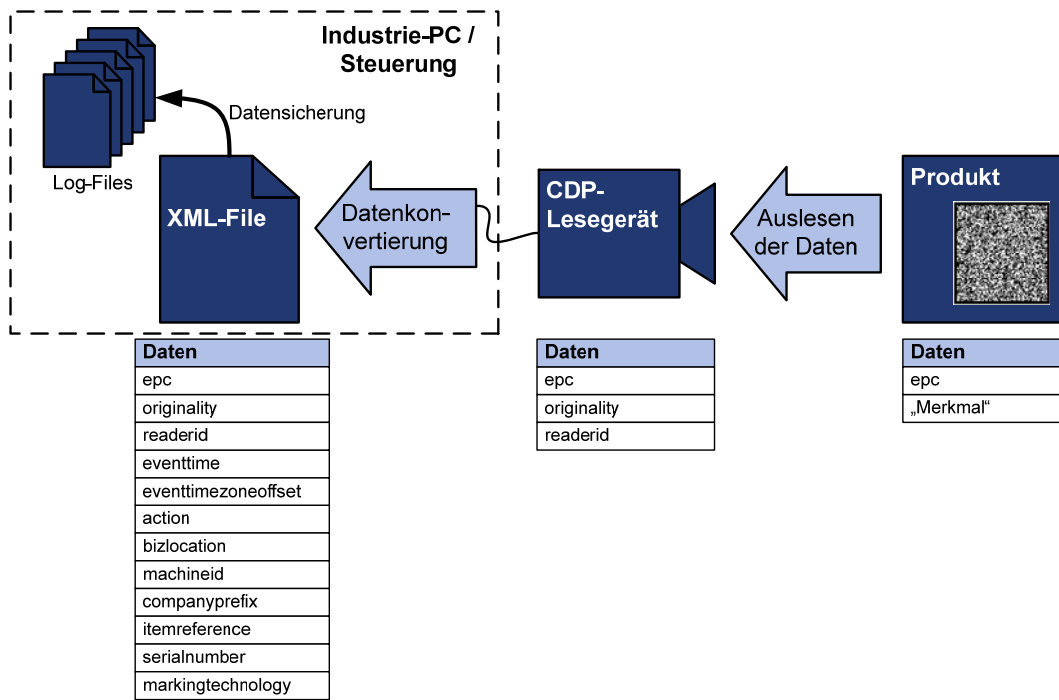 Industrie-PC /
Steuerung
Datensicherung
Log-Files
XML-File
Datenkon-
vertierung
CDP-
Lesegerät
Auslesen
der Daten
Produkt
Daten
epc
originality
readerid
eventtime
eventtimezoneoffset
action
bizlocation
machineid
companyprefix
itemreference
serialnumber
markingtechnology
Daten
epc
originality
readerid
Daten
epc
„Merkmal“